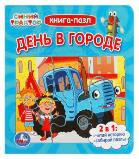 СИНИЙ
ТРАКТОР
КНИГА-ПАЗЛ
ДЕНЬ В ГОРОДЕ
2 в 1:
читай историю
собирай пазлы